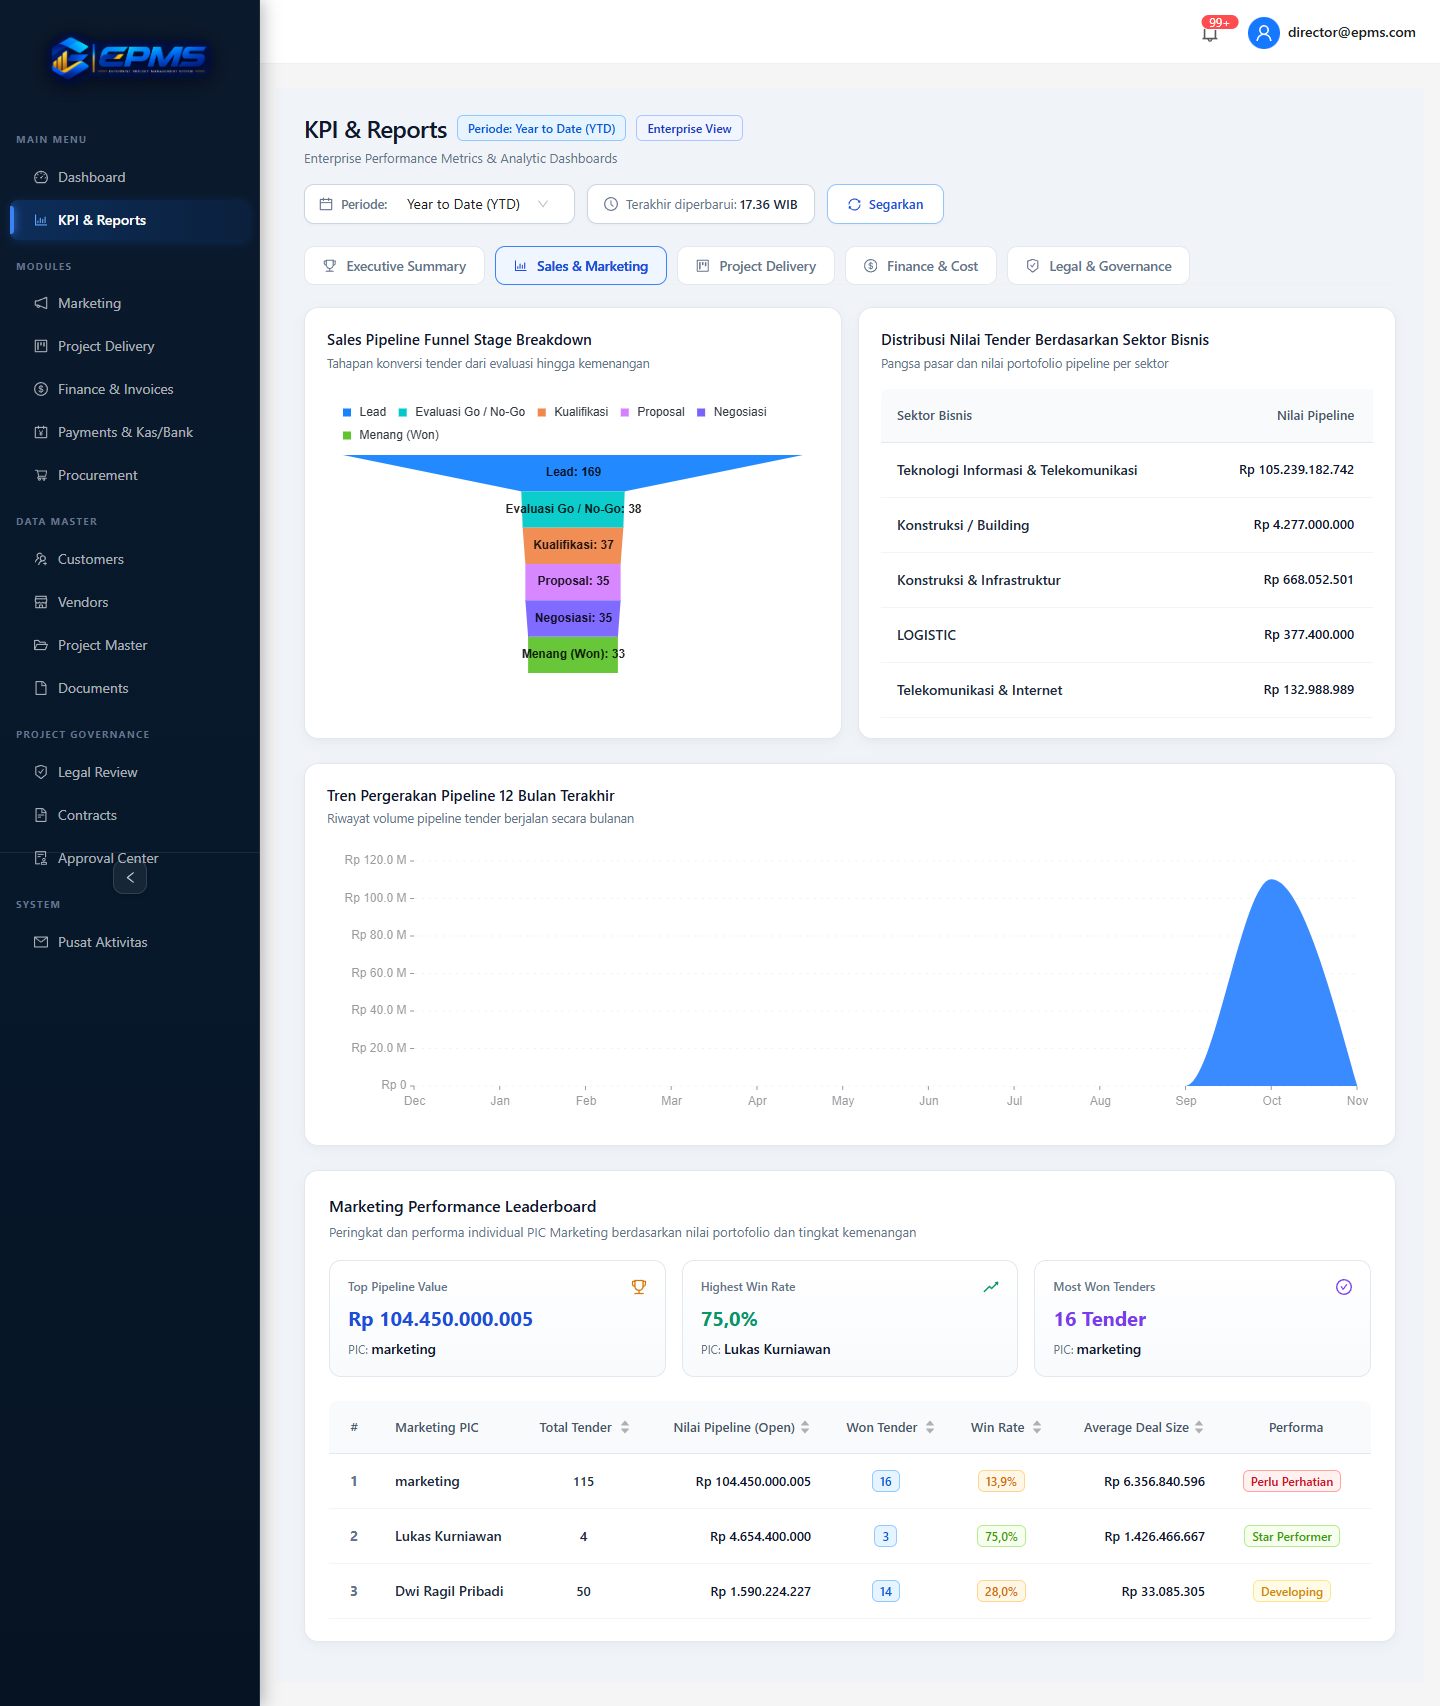 EPMS
99+
director@epms.com
MAIN MENU
Dashboard
KPI & Reports
MODULES
Marketing
Project Delivery
Finance & Invoices
Payments & Kas/Bank
Procurement
DATA MASTER
Customers
Vendors
Project Master
Documents
PROJECT GOVERNANCE
Legal Review
Contracts
Approval Center
SYSTEM
Pusat Aktivitas
KPI & Reports
Periode: Year to Date (YTD)
Enterprise View
Enterprise Performance Metrics & Analytic Dashboards
Periode: Year to Date (YTD)
Terakhir diperbarui: 17.36 WIB
Segarkan
Executive Summary
Sales & Marketing
Project Delivery
Finance & Cost
Legal & Governance
Sales Pipeline Funnel Stage Breakdown
Tahapan konversi tender dari evaluasi hingga kemenangan
Lead Evaluasi Go / No-Go Kualifikasi Proposal Negosiasi
Menang (Won)
Lead: 169
Evaluasi Go / No-Go: 38
Kualifikasi: 37
Proposal: 35
Negosiasi: 35
Menang (Won): 33
Distribusi Nilai Tender Berdasarkan Sektor Bisnis
Pangsa pasar dan nilai portofolio pipeline per sektor
Sektor Bisnis Nilai Pipeline
Teknologi Informasi & Telekomunikasi Rp 105.239.182.742
Konstruksi / Building Rp 4.277.000.000
Konstruksi & Infrastruktur Rp 668.052.501
LOGISTIC Rp 377.400.000
Telekomunikasi & Internet Rp 132.988.989
Tren Pergerakan Pipeline 12 Bulan Terakhir
Riwayat volume pipeline tender berjalan secara bulanan
Rp 120.0 M
Rp 100.0 M
Rp 80.0 M
Rp 60.0 M
Rp 40.0 M
Rp 20.0 M
Rp 0
Dec Jan Feb Mar Apr May Jun Jul Aug Sep Oct Nov
Marketing Performance Leaderboard
Peringkat dan performa individual PIC Marketing berdasarkan nilai portofolio dan tingkat kemenangan
Top Pipeline Value
Rp 104.450.000.005
PIC: marketing
Highest Win Rate
75,0%
PIC: Lukas Kurniawan
Most Won Tenders
16 Tender
PIC: marketing
# Marketing PIC Total Tender Nilai Pipeline (Open) Won Tender Win Rate Average Deal Size Performa
1 marketing 115 Rp 104.450.000.005 16 13,9% Rp 6.356.840.596 Perlu Perhatian
2 Lukas Kurniawan 4 Rp 4.654.400.000 3 75,0% Rp 1.426.466.667 Star Performer
3 Dwi Ragil Pribadi 50 Rp 1.590.224.227 14 28,0% Rp 33.085.305 Developing